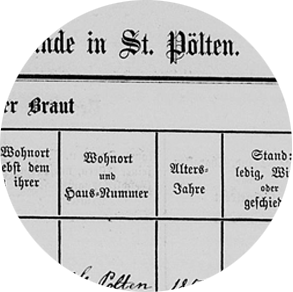 nde in St. Pölten.
er Braut
Wohnort
ebst dem
ihrer
Wohnort
und
Haus-Nummer
Alters-
Jahre
Stand:
ledig, Wi
oder
geschied
Pölten